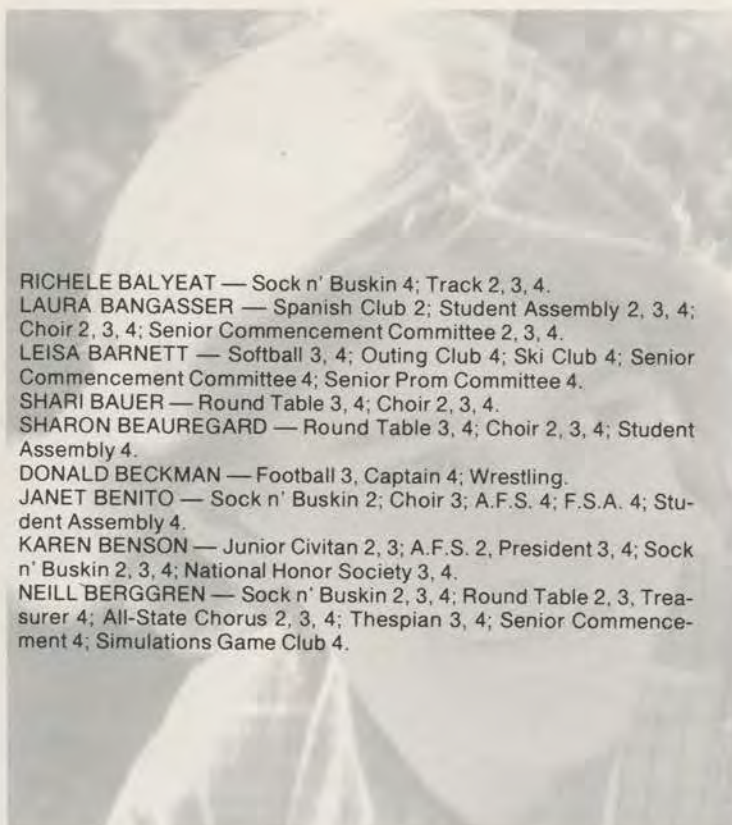 RICHELE BALYEAT — Sock n' Buskin 4; Track 2, 3, 4.
LAURA BANGASSER — Spanish Club 2; Student Assembly 2, 3, 4;
Choir 2, 3, 4; Senior Commencement Committee 2, 3, 4.
LEISA BARNETT — Softball 3, 4; Outing Club 4; Ski Club 4; Senior
Commencement Committee 4; Senior Prom Committee 4.
SHARI BAUER — Round Table 3, 4; Choir 2, 3, 4.
SHARON BEAUREGARD — Round Table 3, 4; Choir 2, 3, 4; Student
Assembly 4.
DONALD BECKMAN — Football 3, Captain 4; Wrestling.
JANET BENITO — Sock n' Buskin 2; Choir 3; A.F.S. 4; F.S.A. 4; Stu-
dent Assembly 4.
KAREN BENSON — Junior Civitan 2, 3; A.F.S. 2, President 3, 4; Sock
n' Buskin 2, 3, 4; National Honor Society 3, 4.
NEILL BERGGREN — Sock n' Buskin 2, 3, 4; Round Table 2, 3, Trea-
surer 4; All-State Chorus 2, 3, 4; Thespian 3, 4; Senior Commence-
ment 4; Simulations Game Club 4.